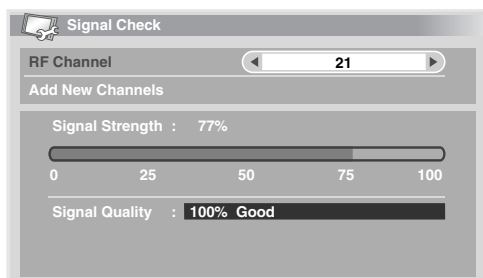 Signal Check
RF Channel 21
Add New Channels
Signal Strength : 77%
0 25 50 75 100
Signal Quality : 100% Good